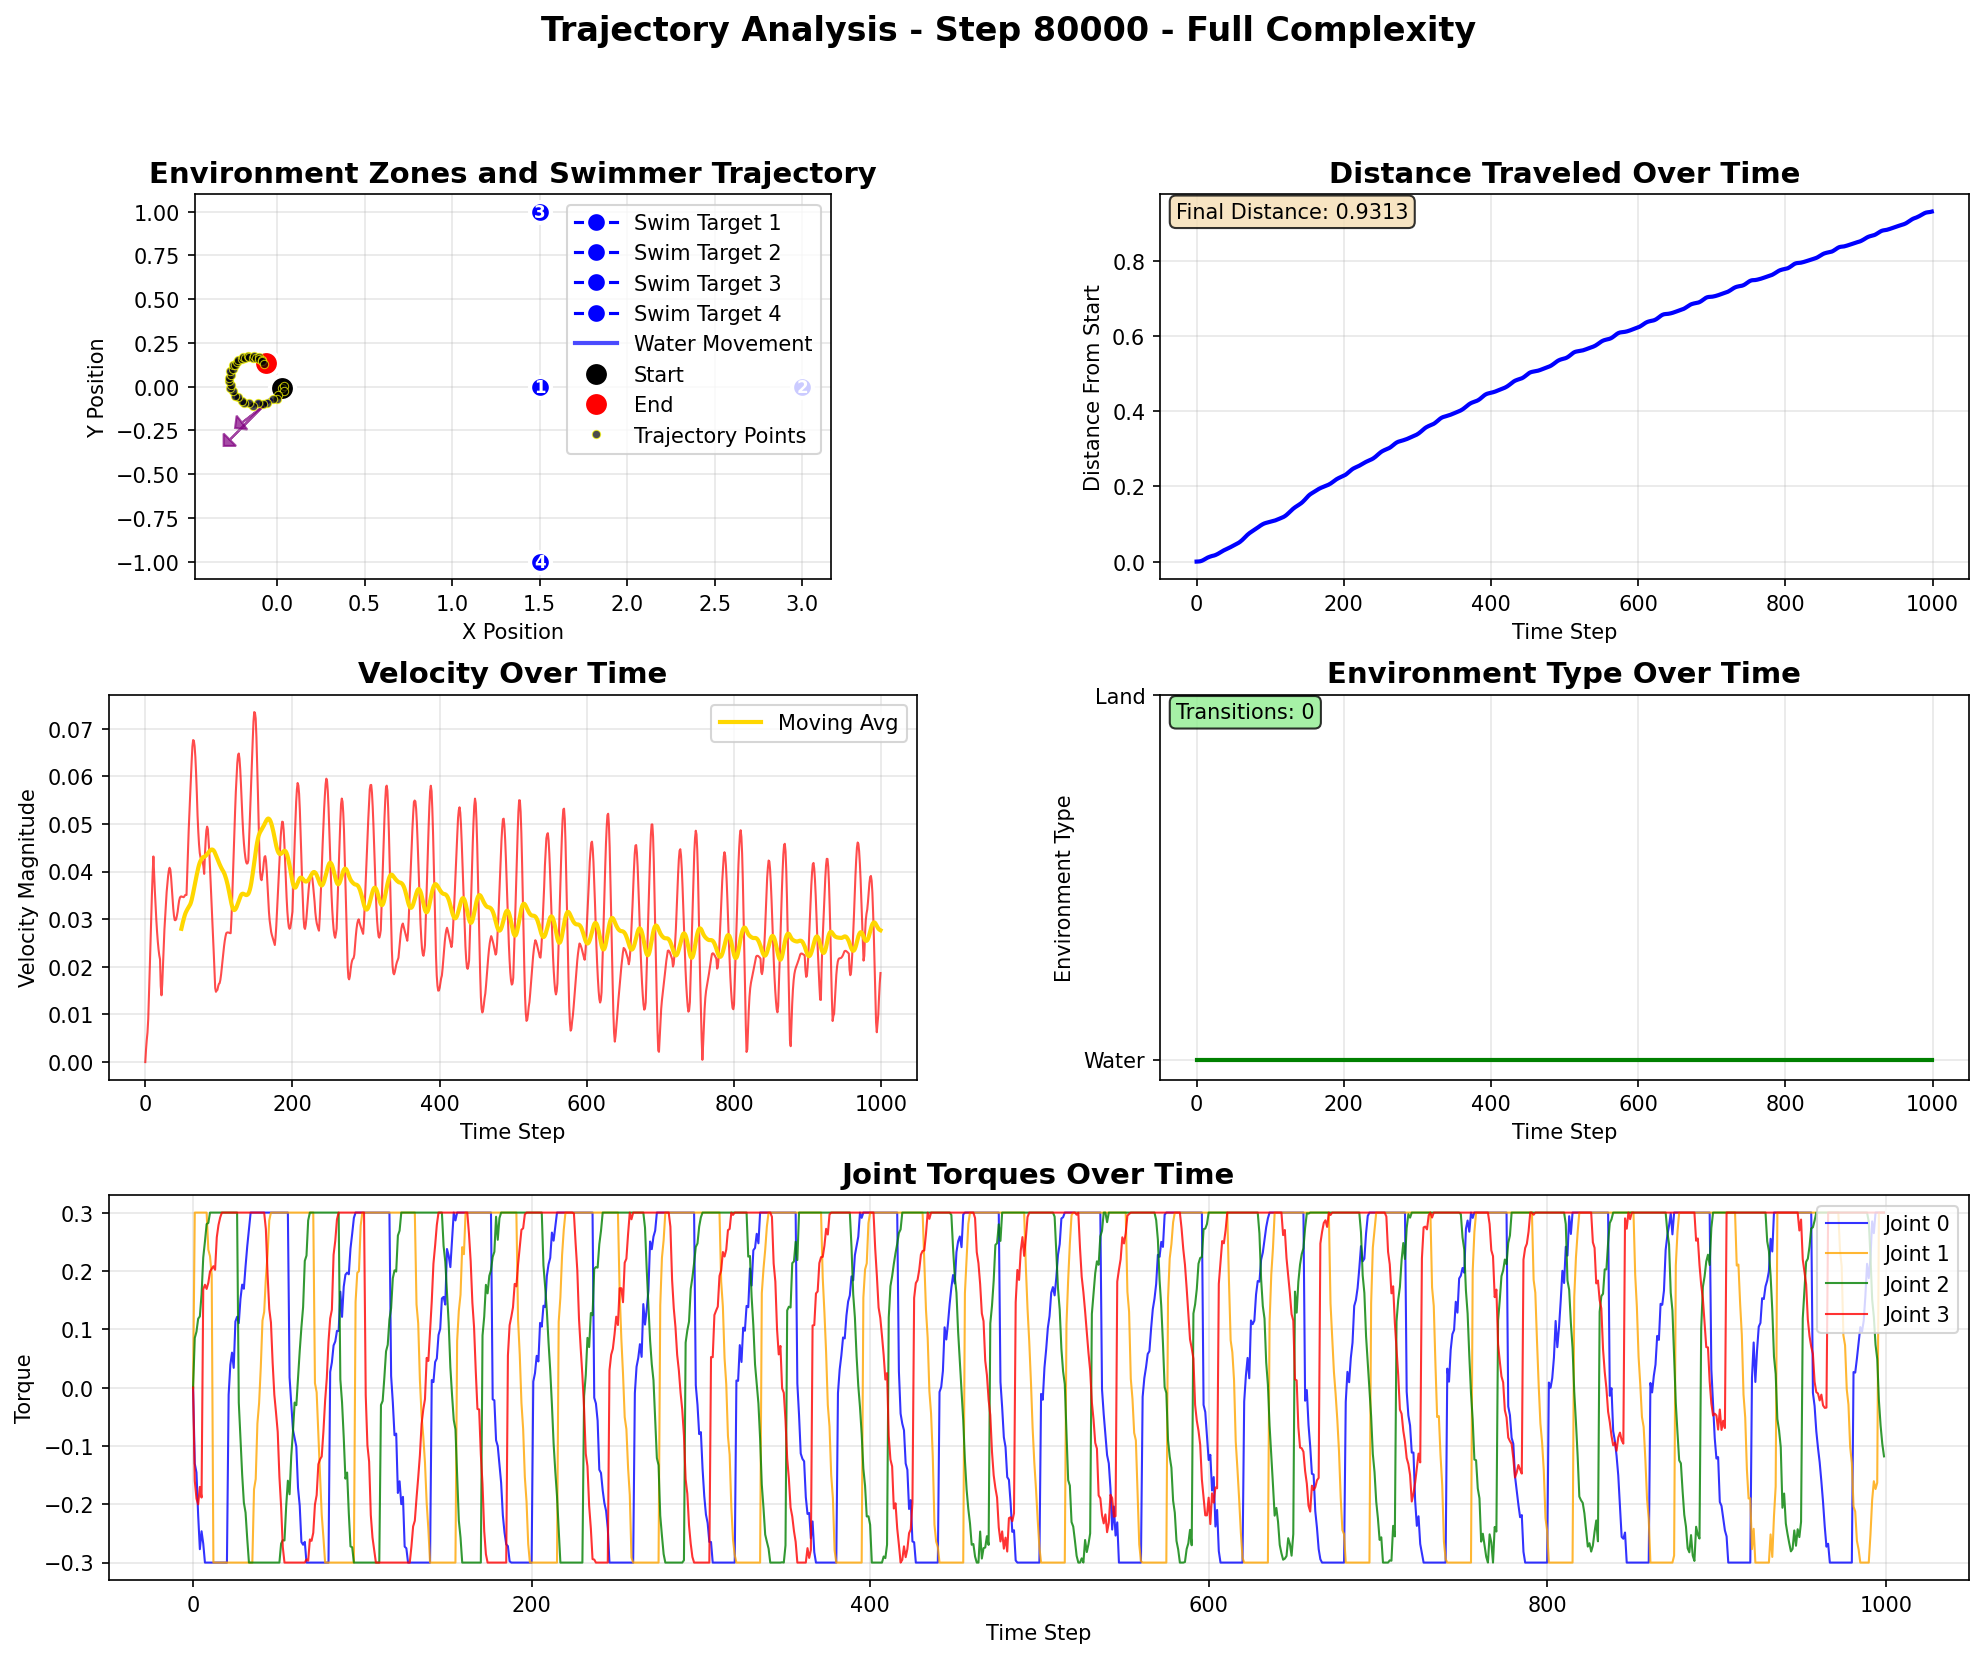 Trajectory Analysis - Step 80000 - Full Complexity
Environment Zones and Swimmer Trajectory
1.00
0.75
0.50
0.25
0.00
−0.25
−0.50
−0.75
−1.00
Y Position
3
1
2
4
Swim Target 1
Swim Target 2
Swim Target 3
Swim Target 4
Water Movement
Start
End
Trajectory Points
0.0 0.5 1.0 1.5 2.0 2.5 3.0
X Position
Distance Traveled Over Time
Final Distance: 0.9313
0.8
0.6
0.4
0.2
0.0
Distance From Start
0 200 400 600 800 1000
Time Step
Velocity Over Time
Moving Avg
0.07
0.06
0.05
0.04
0.03
0.02
0.01
0.00
Velocity Magnitude
0 200 400 600 800 1000
Time Step
Environment Type Over Time
Land
Transitions: 0
Water
Environment Type
0 200 400 600 800 1000
Time Step
Joint Torques Over Time
0.3
0.2
0.1
0.0
−0.1
−0.2
−0.3
Torque
Joint 0
Joint 1
Joint 2
Joint 3
0 200 400 600 800 1000
Time Step